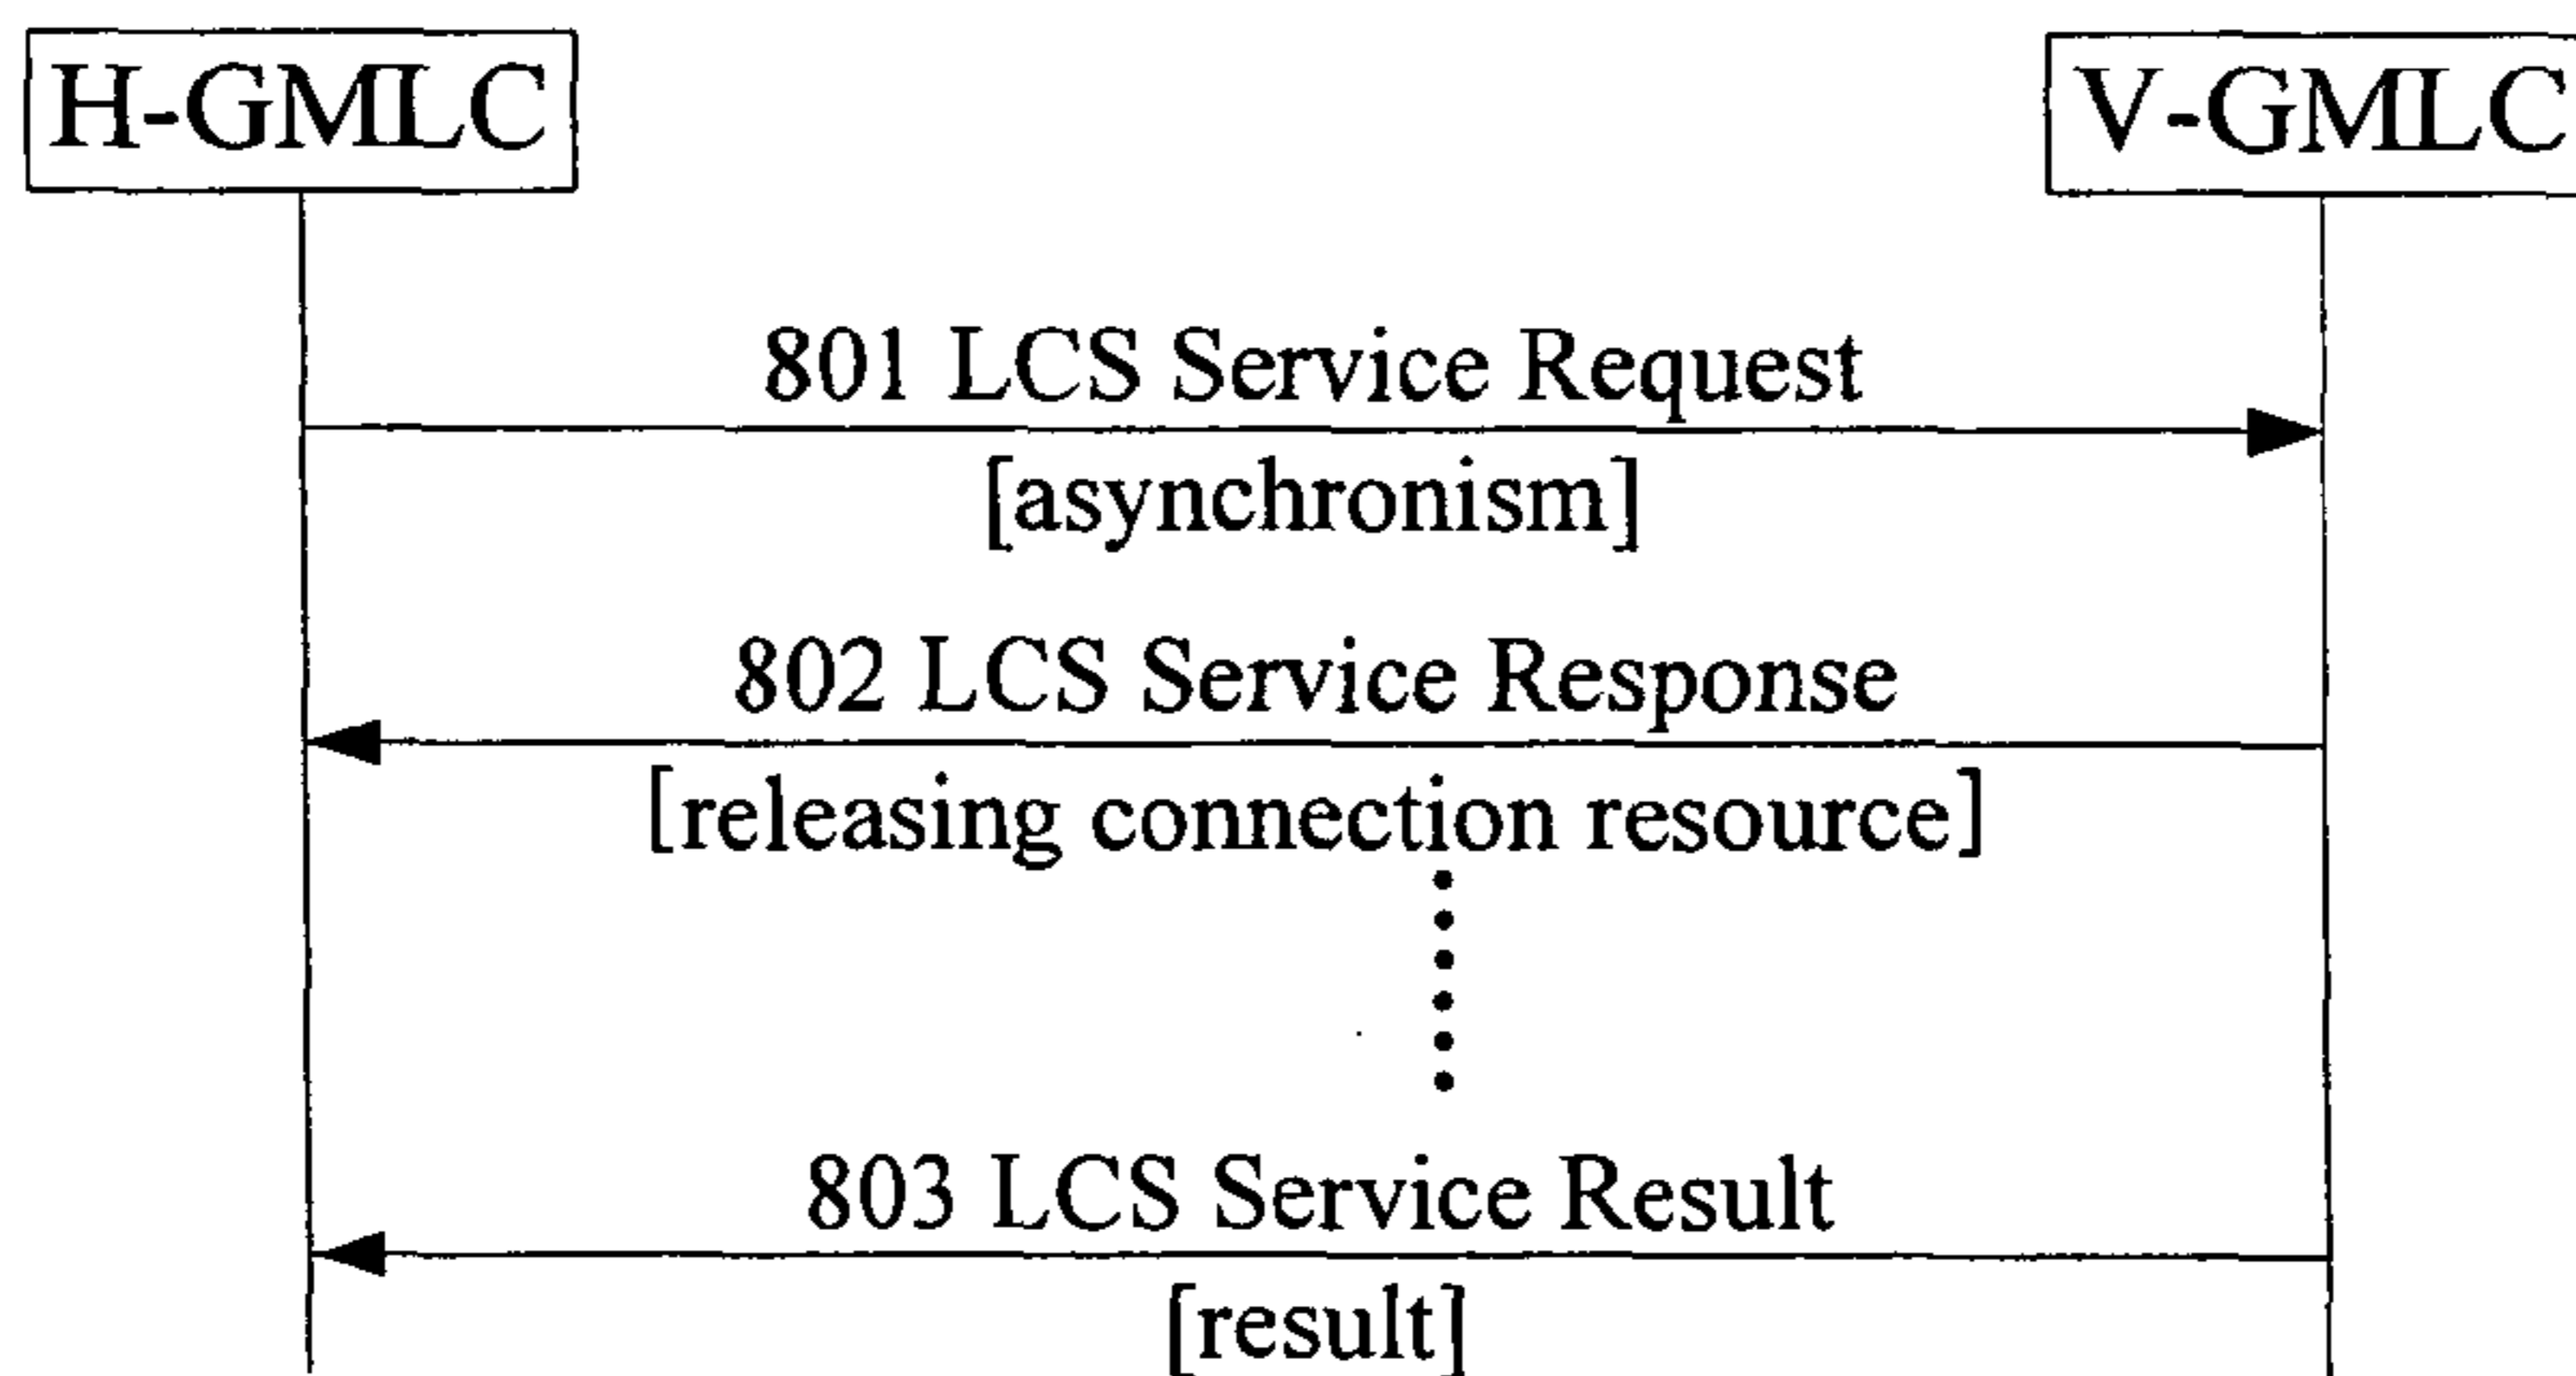 H-GMLC
V-GMLC
801 LCS Service Request
[asynchronism]
802 LCS Service Response
[releasing connection resource]
803 LCS Service Result
[result]